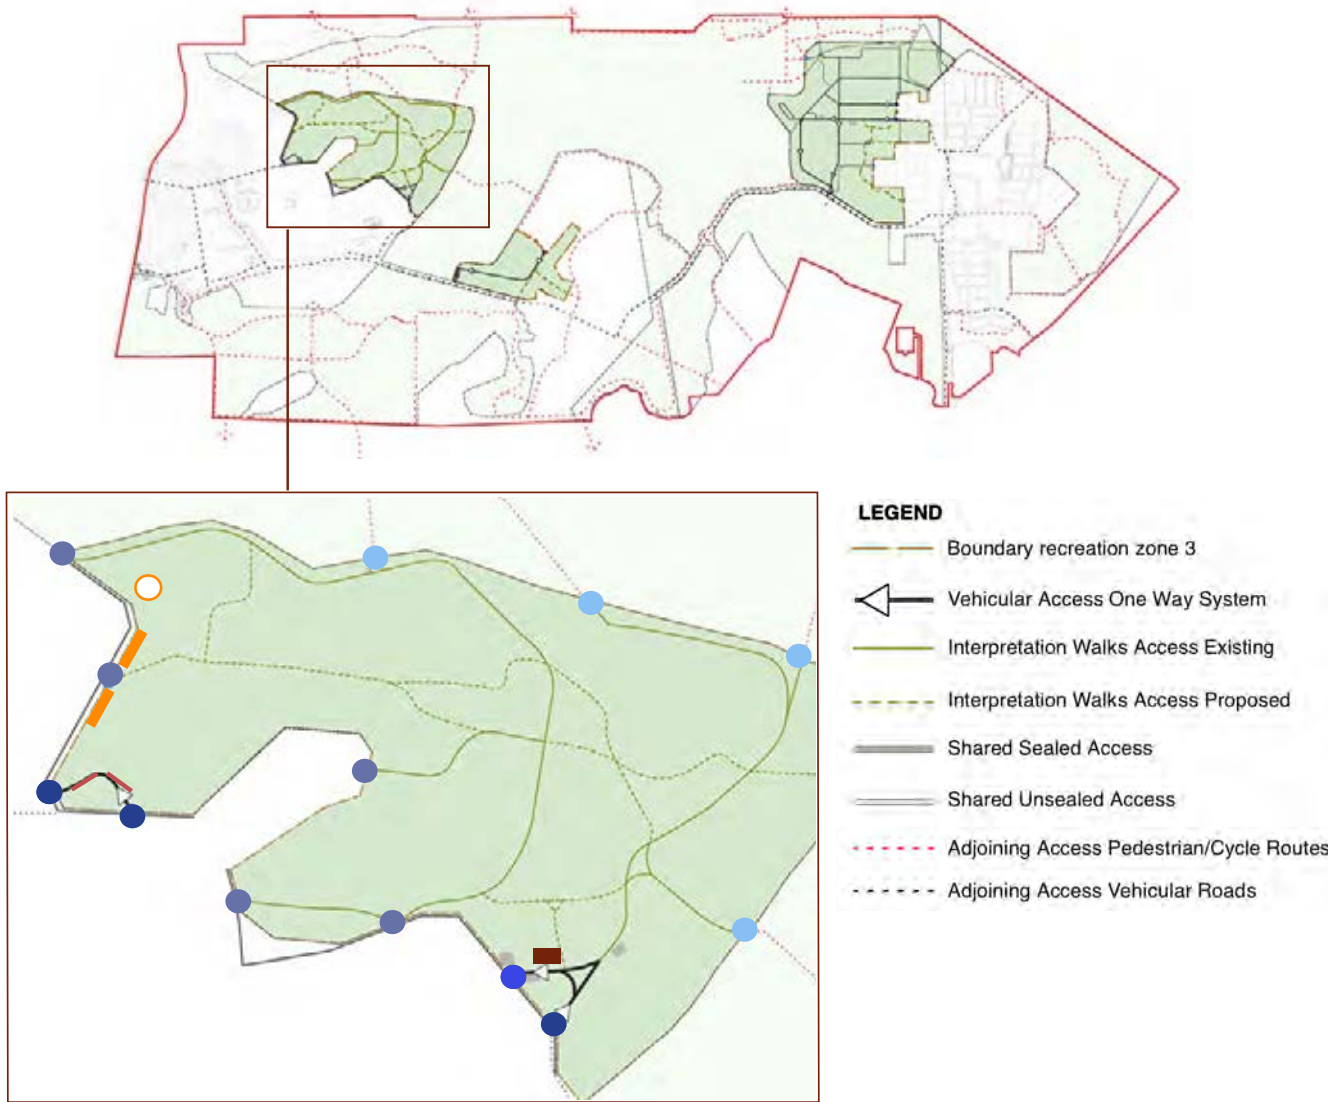 LEGEND
Boundary recreation zone 3
Vehicular Access One Way System
Interpretation Walks Access Existing
Interpretation Walks Access Proposed
Shared Sealed Access
Shared Unsealed Access
Adjoining Access Pedestrian/Cycle Routes
Adjoining Access Vehicular Roads